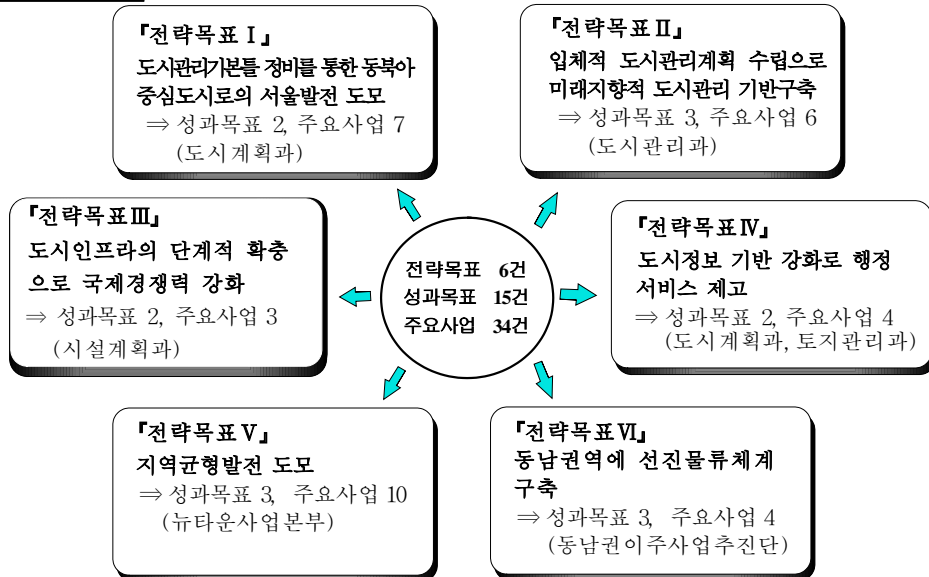 『전략목표Ⅰ』
도시관리기본틀 정비를 통한 동북아
중심도시로의 서울발전 도모
⇒ 성과목표 2, 주요사업 7
(도시계획과)
『전략목표Ⅱ』
입체적 도시관리계획 수립으로
미래지향적 도시관리 기반구축
⇒ 성과목표 3, 주요사업 6
(도시관리과)
『전략목표Ⅲ』
도시인프라의 단계적 확충
으로 국제경쟁력 강화
⇒ 성과목표 2, 주요사업 3
(시설계획과)
전략목표 6건
성과목표 15건
주요사업 34건
『전략목표Ⅳ』
도시정보 기반 강화로 행정
서비스 제고
⇒ 성과목표 2, 주요사업 4
(도시계획과, 토지관리과)
『전략목표Ⅴ』
지역균형발전 도모
⇒ 성과목표 3, 주요사업 10
(뉴타운사업본부)
『전략목표Ⅵ』
동남권역에 선진물류체계
구축
⇒ 성과목표 3, 주요사업 4
(동남권이주사업추진단)